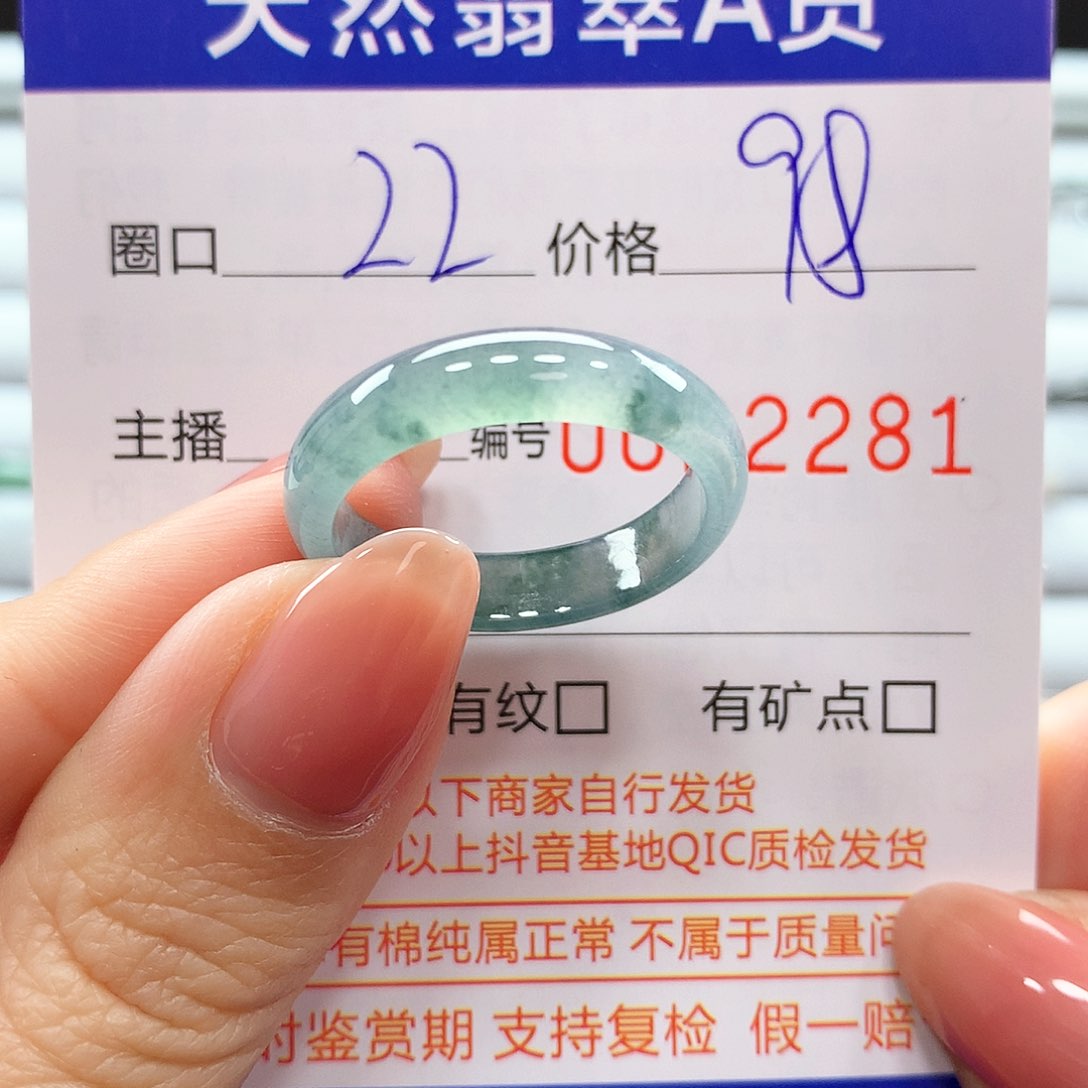 天然翡翠A货
圈口 22 价格 98
主播 编号 2281
有纹□ 有矿点□
以下商家自行发货
以上抖音基地QIC质检发货
有棉纯属正常 不属于质量问
时鉴赏期 支持复检 假一赔